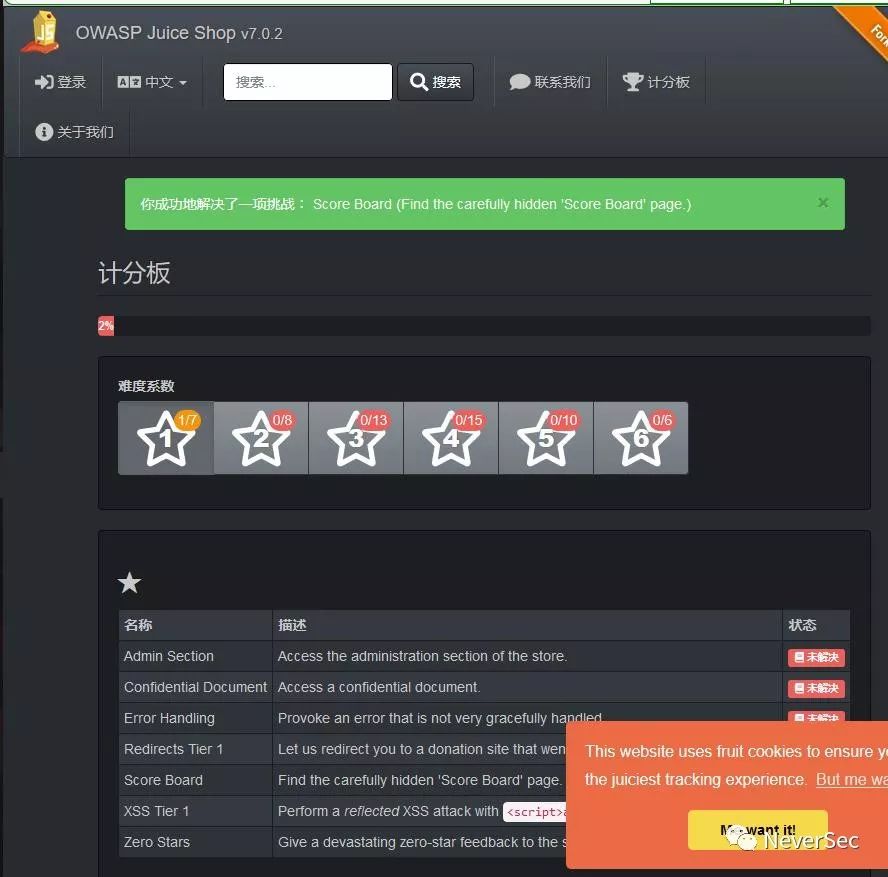 OWASP Juice Shop v7.0.2
Fork
登录 中文 搜索... 搜索 联系我们 计分板
关于我们
你成功地解决了一项挑战： Score Board (Find the carefully hidden 'Score Board' page.) ×
计分板
2%
难度系数
1 1/7 2 0/8 3 0/13 4 0/15 5 0/10 6 0/6
名称 描述 状态
Admin Section Access the administration section of the store. 未解决
Confidential Document Access a confidential document. 未解决
Error Handling Provoke an error that is not very gracefully handled. 未解决
Redirects Tier 1 Let us redirect you to a donation site that wen
Score Board Find the carefully hidden 'Score Board' page.
XSS Tier 1 Perform a reflected XSS attack with <script>a
Zero Stars Give a devastating zero-star feedback to the s
This website uses fruit cookies to ensure yo
the juiciest tracking experience. But me wa
Me want it!
NeverSec